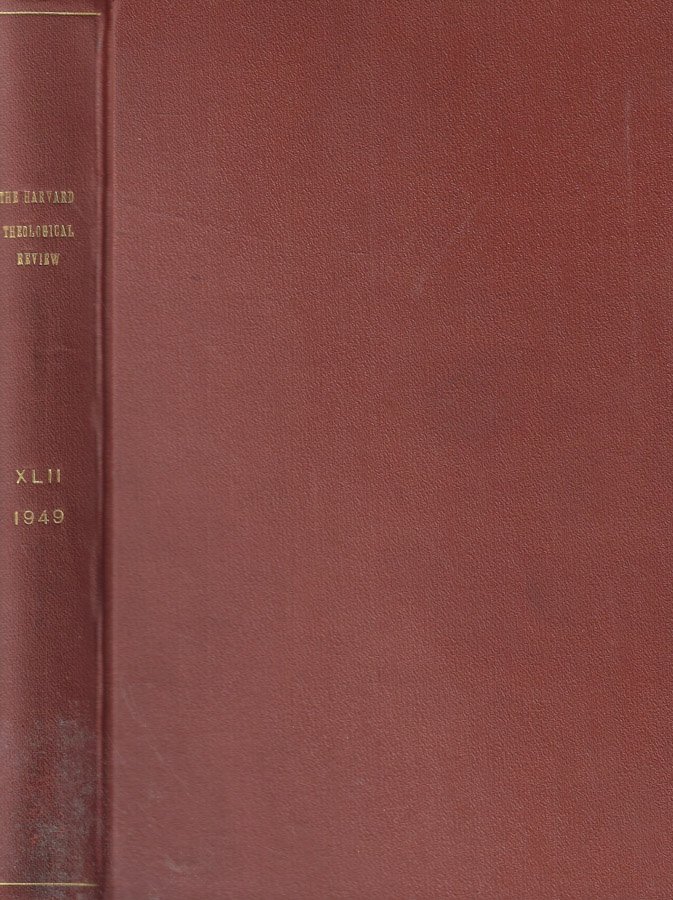 THE HARVARD
THEOLOGICAL
REVIEW
XLII
1949